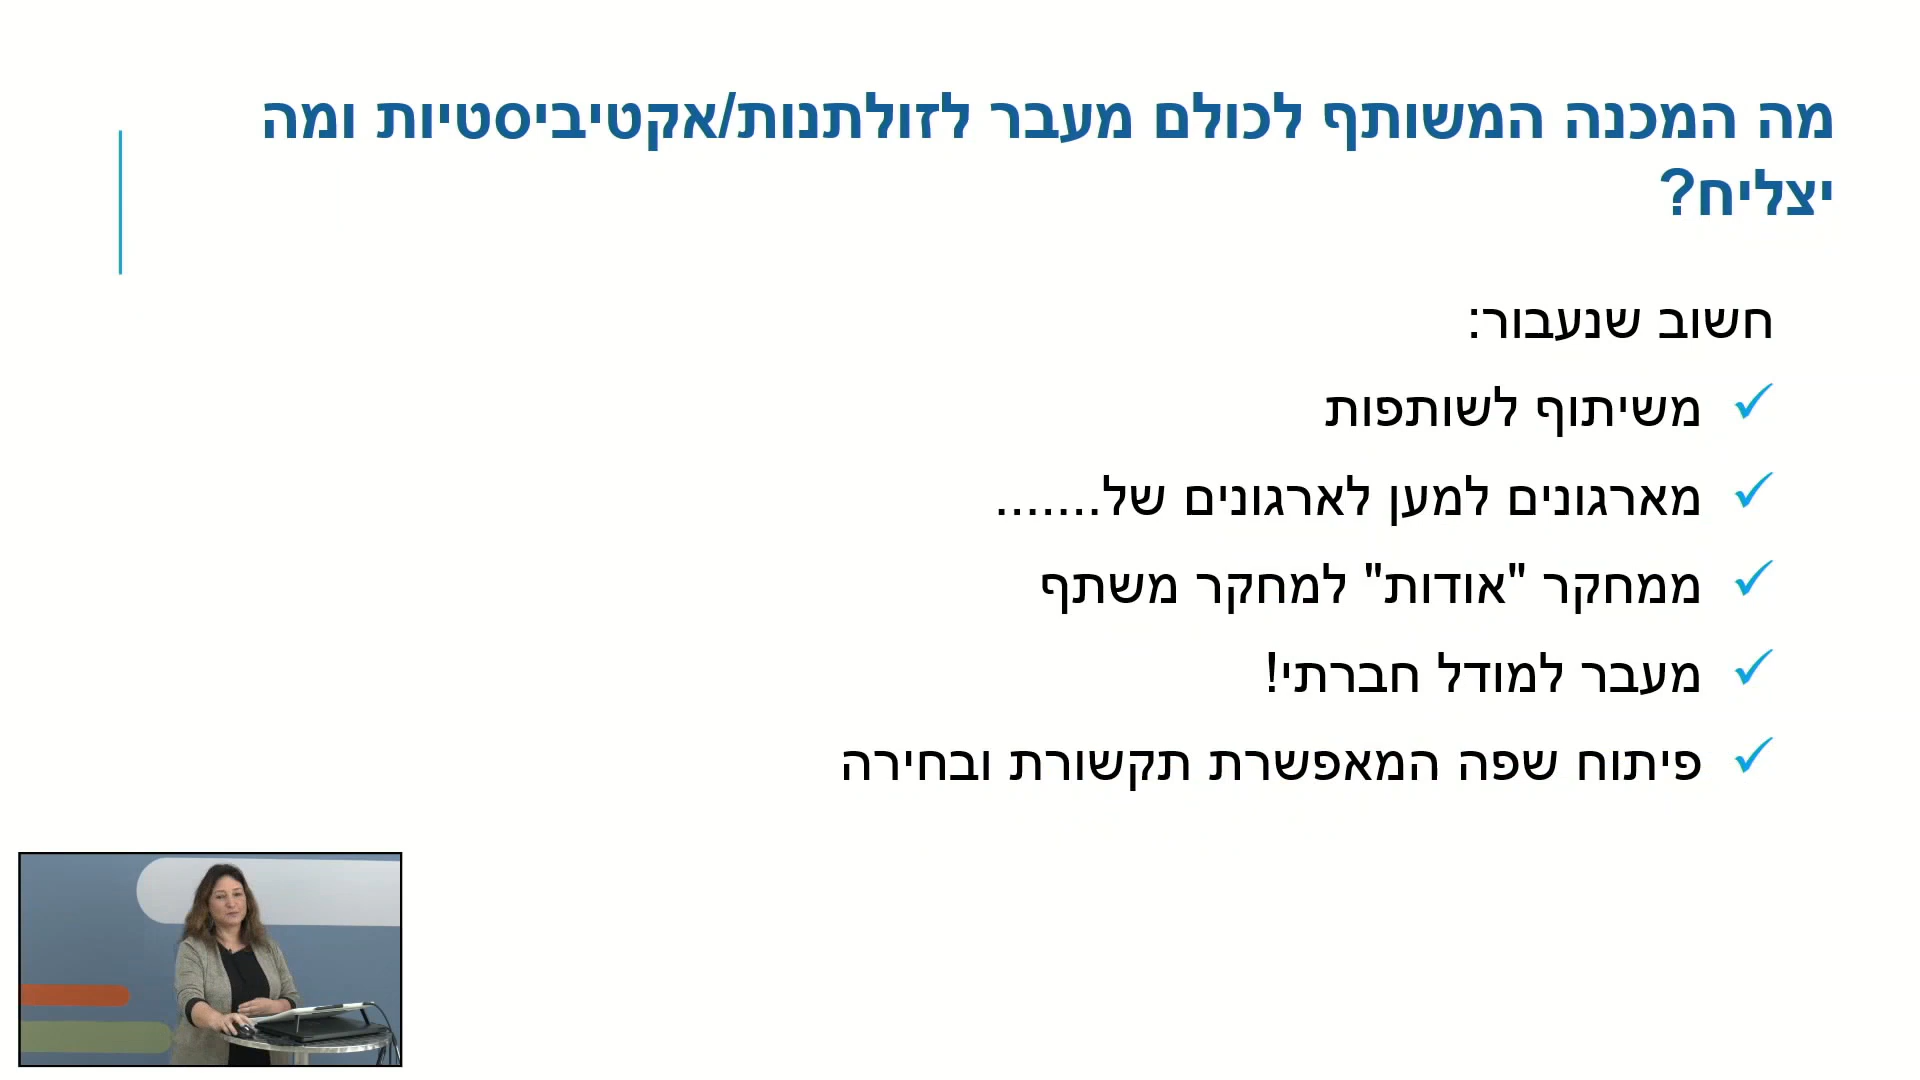 מה המכנה המשותף לכולם מעבר לזולתנות/אקטיביסטיות ומה
יצליח?
חשוב שנעבור:
משיתוף לשותפות
מארגונים למען לארגונים של.......
ממחקר "אודות" למחקר משתף
מעבר למודל חברתי!
פיתוח שפה המאפשרת תקשורת ובחירה